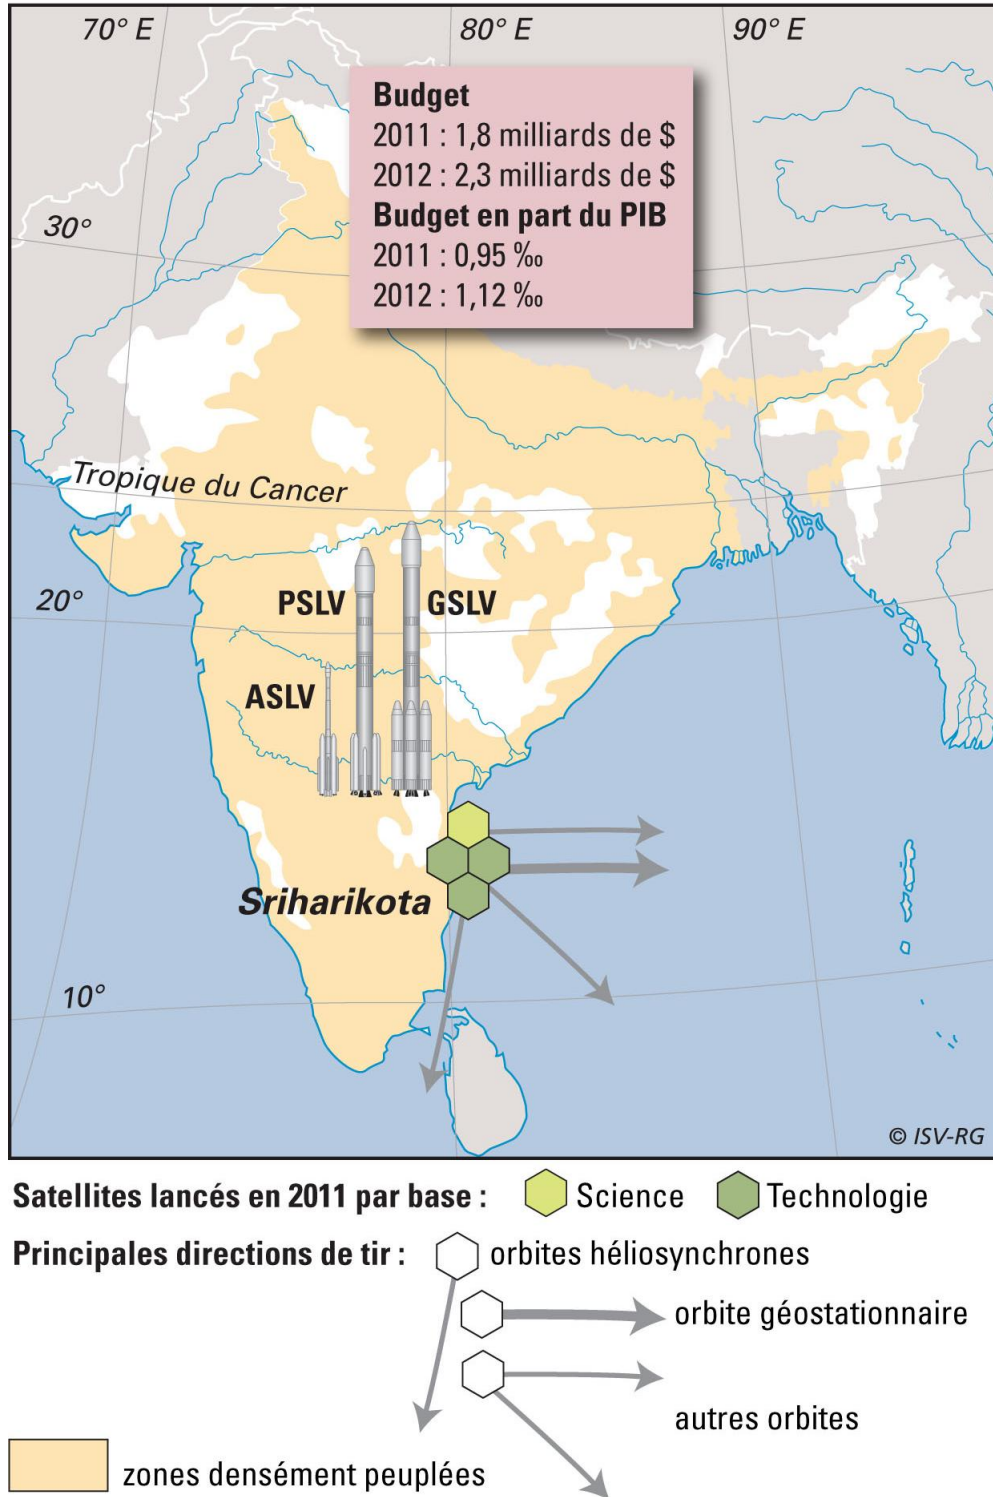 70° E
80° E
90° E
Budget
2011 : 1,8 milliards de $
2012 : 2,3 milliards de $
Budget en part du PIB
2011 : 0,95 ‰
2012 : 1,12 ‰
30°
Tropique du Cancer
20°
PSLV
GSLV
ASLV
Sriharikota
10°
© ISV-RG
Satellites lancés en 2011 par base : Science Technologie
Principales directions de tir : orbites héliosynchrones
orbite géostationnaire
autres orbites
zones densément peuplées